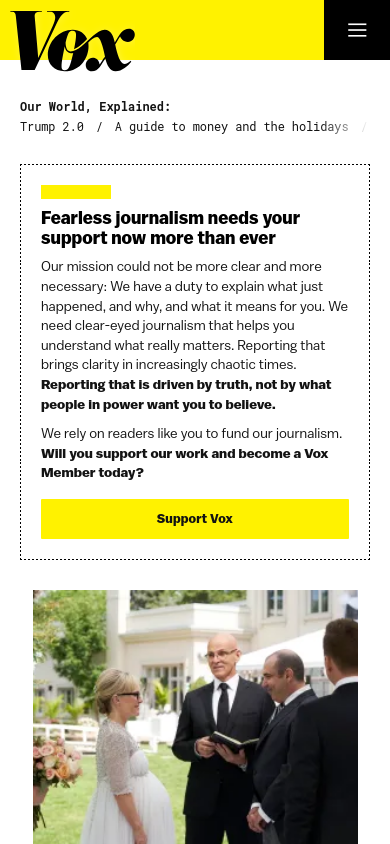 Vox
Our World, Explained:
Trump 2.0 / A guide to money and the holidays /
Fearless journalism needs your
support now more than ever
Our mission could not be more clear and more
necessary: We have a duty to explain what just
happened, and why, and what it means for you. We
need clear-eyed journalism that helps you
understand what really matters. Reporting that
brings clarity in increasingly chaotic times.
Reporting that is driven by truth, not by what
people in power want you to believe.
We rely on readers like you to fund our journalism.
Will you support our work and become a Vox
Member today?
Support Vox